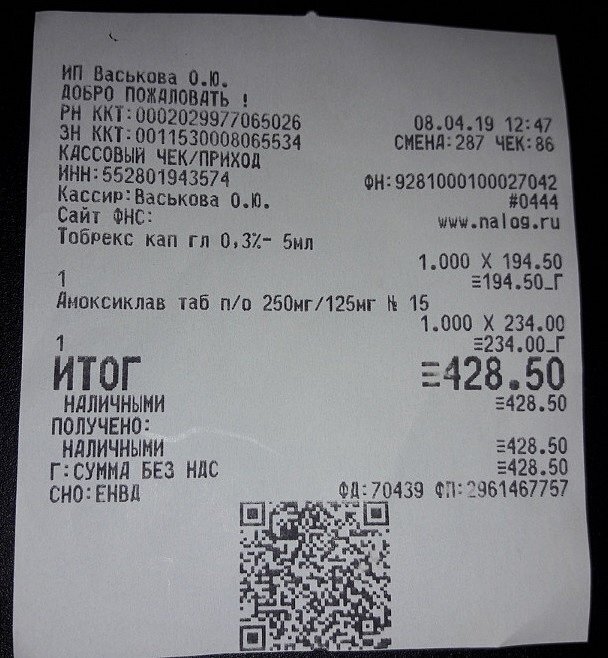 ИП Васькова О.Ю.
ДОБРО ПОЖАЛОВАТЬ !
РН ККТ:0002029977065026 08.04.19 12:47
ЗН ККТ:0011530008065534 СМЕНА:287 ЧЕК:86
КАССОВЫЙ ЧЕК/ПРИХОД
ИНН:552801943574 ФН:9281000100027042
Кассир:Васькова О.Ю. #0444
Сайт ФНС: www.nalog.ru
Тобрекс кап гл 0,3%- 5мл
1.000 X 194.50
1 ≡194.50_Г
Амоксиклав таб п/о 250мг/125мг № 15
1.000 X 234.00
1 ≡234.00_Г
ИТОГ ≡428.50
НАЛИЧНЫМИ ≡428.50
ПОЛУЧЕНО:
НАЛИЧНЫМИ ≡428.50
Г:СУММА БЕЗ НДС ≡428.50
СНО:ЕНВД ФД:70439 ФП:2961467757